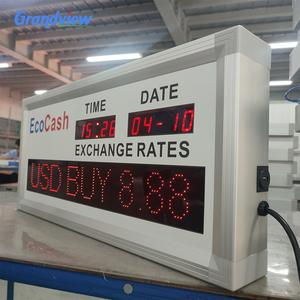 Grandview
EcoCash
TIME DATE
15:26 04-10
EXCHANGE RATES
USD BUY 8.88